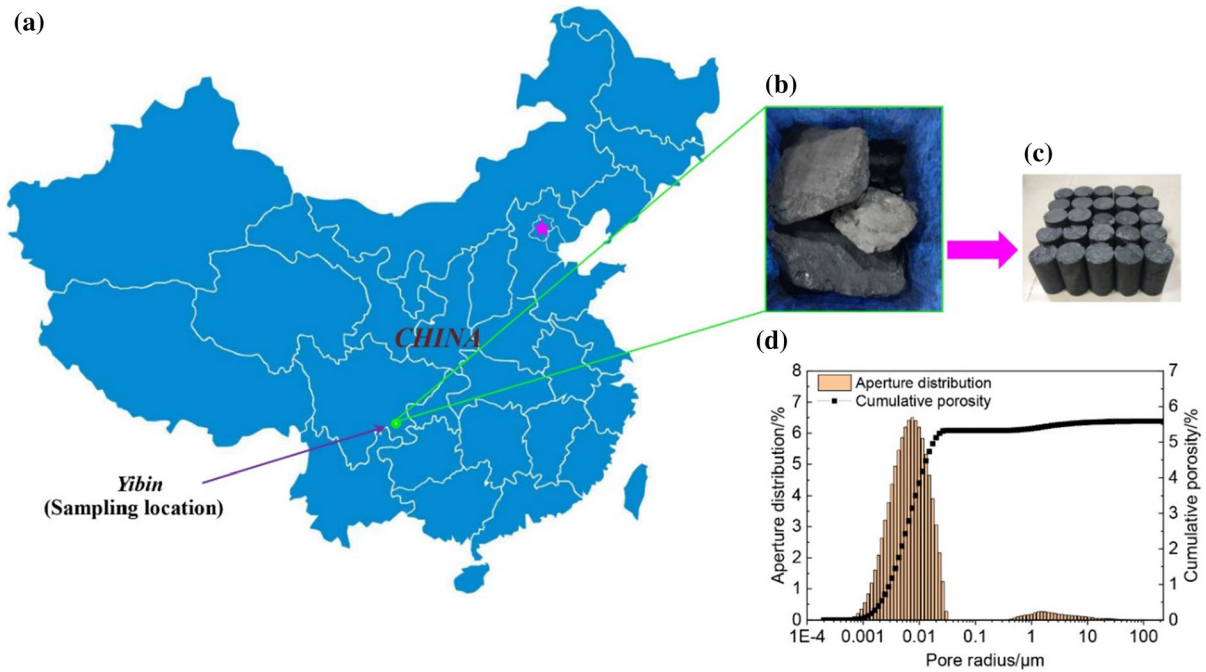 (a)
(b)
(c)
CHINA
Yibin
(Sampling location)
(d)
Aperture distribution
Cumulative porosity
Aperture distribution/%
8
7
6
5
4
3
2
1
0
Cumulative porosity/%
7
6
5
4
3
2
1
0
1E-4 0.001 0.01 0.1 1 10 100
Pore radius/μm